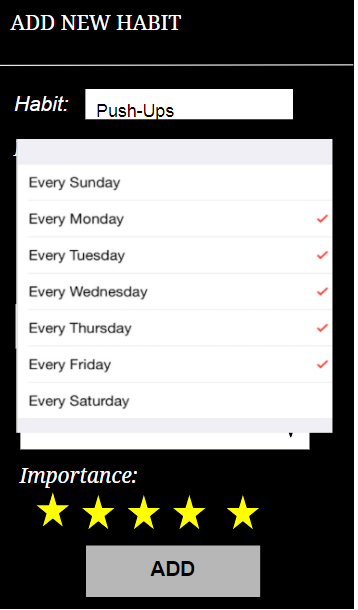 ADD NEW HABIT
Habit:
Push-Ups
Every Sunday
Every Monday
Every Tuesday
Every Wednesday
Every Thursday
Every Friday
Every Saturday
Importance:
ADD